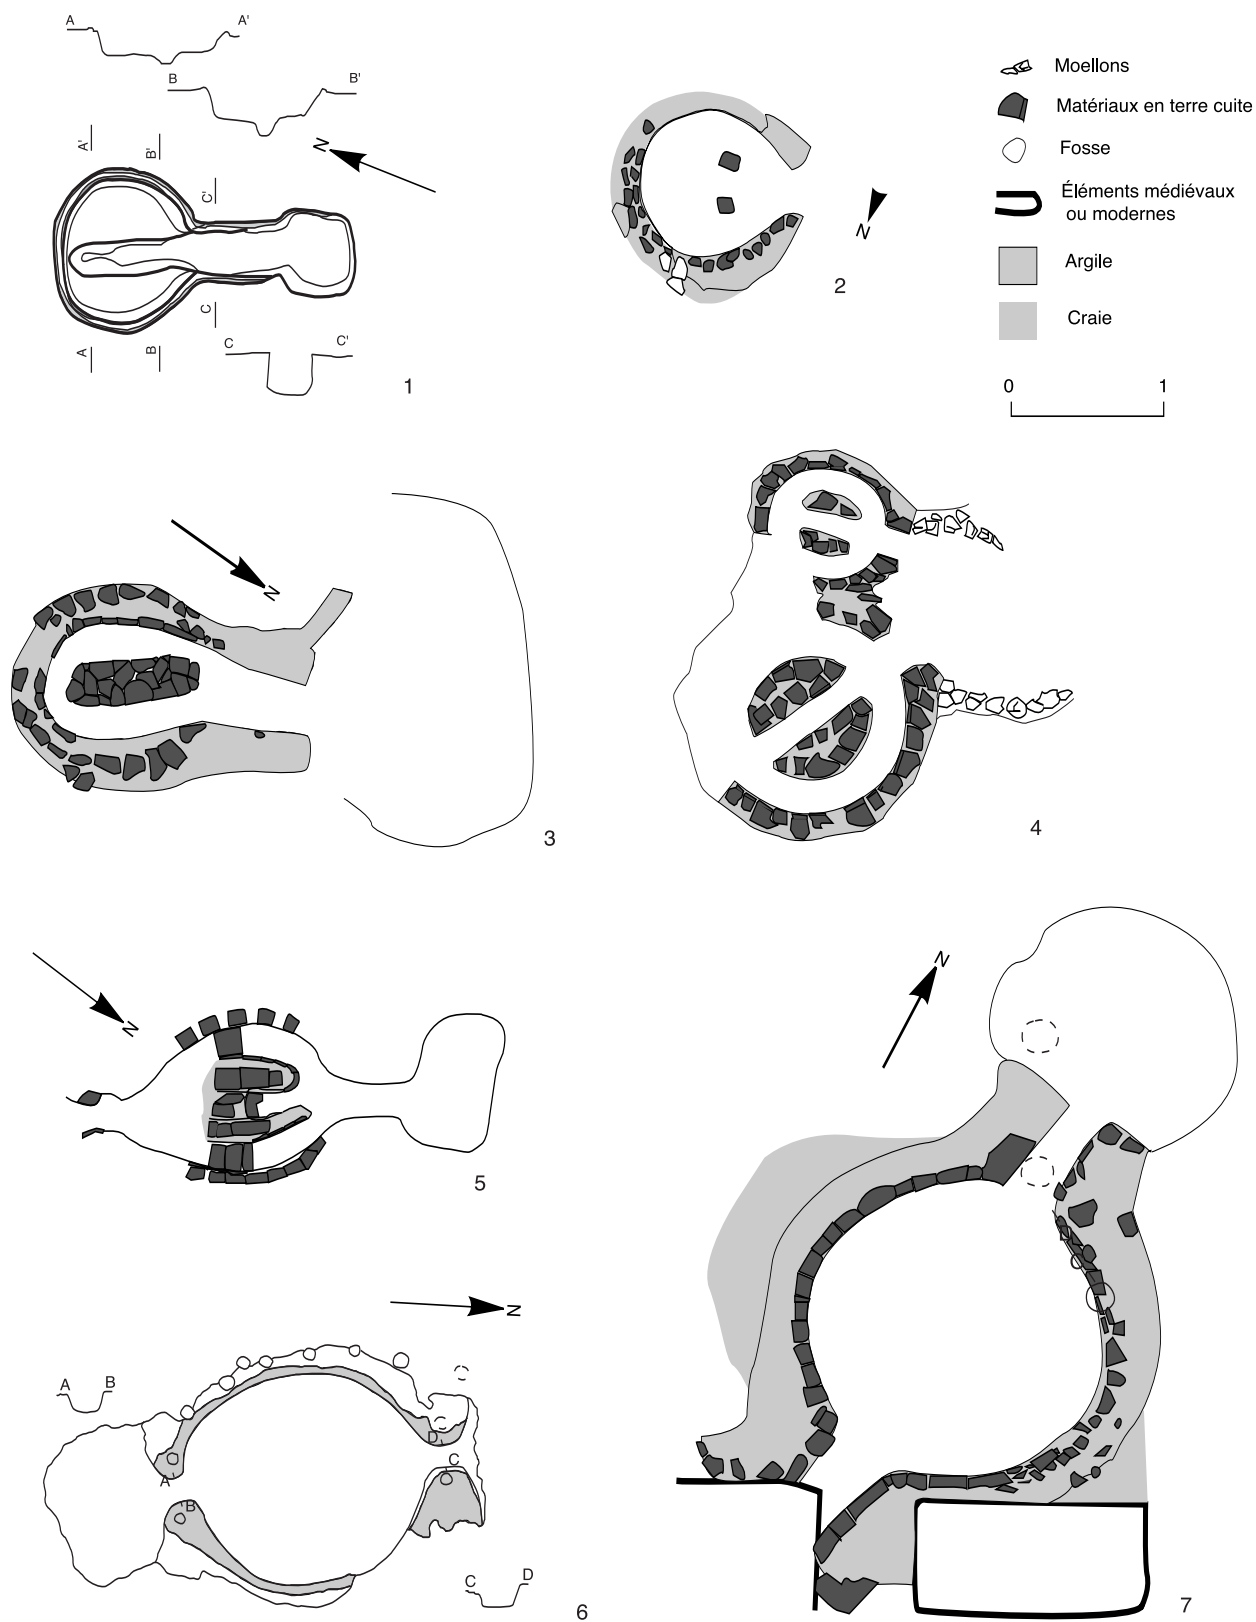 A A'
B B'
N
A' B' C'
A B C
C C'
1
2
N
Moellons
Matériaux en terre cuite
Fosse
Éléments médiévaux
ou modernes
Argile
Craie
0 1
N
3
4
N
5
N
A B
D
C
A
B
C D
6
N
7